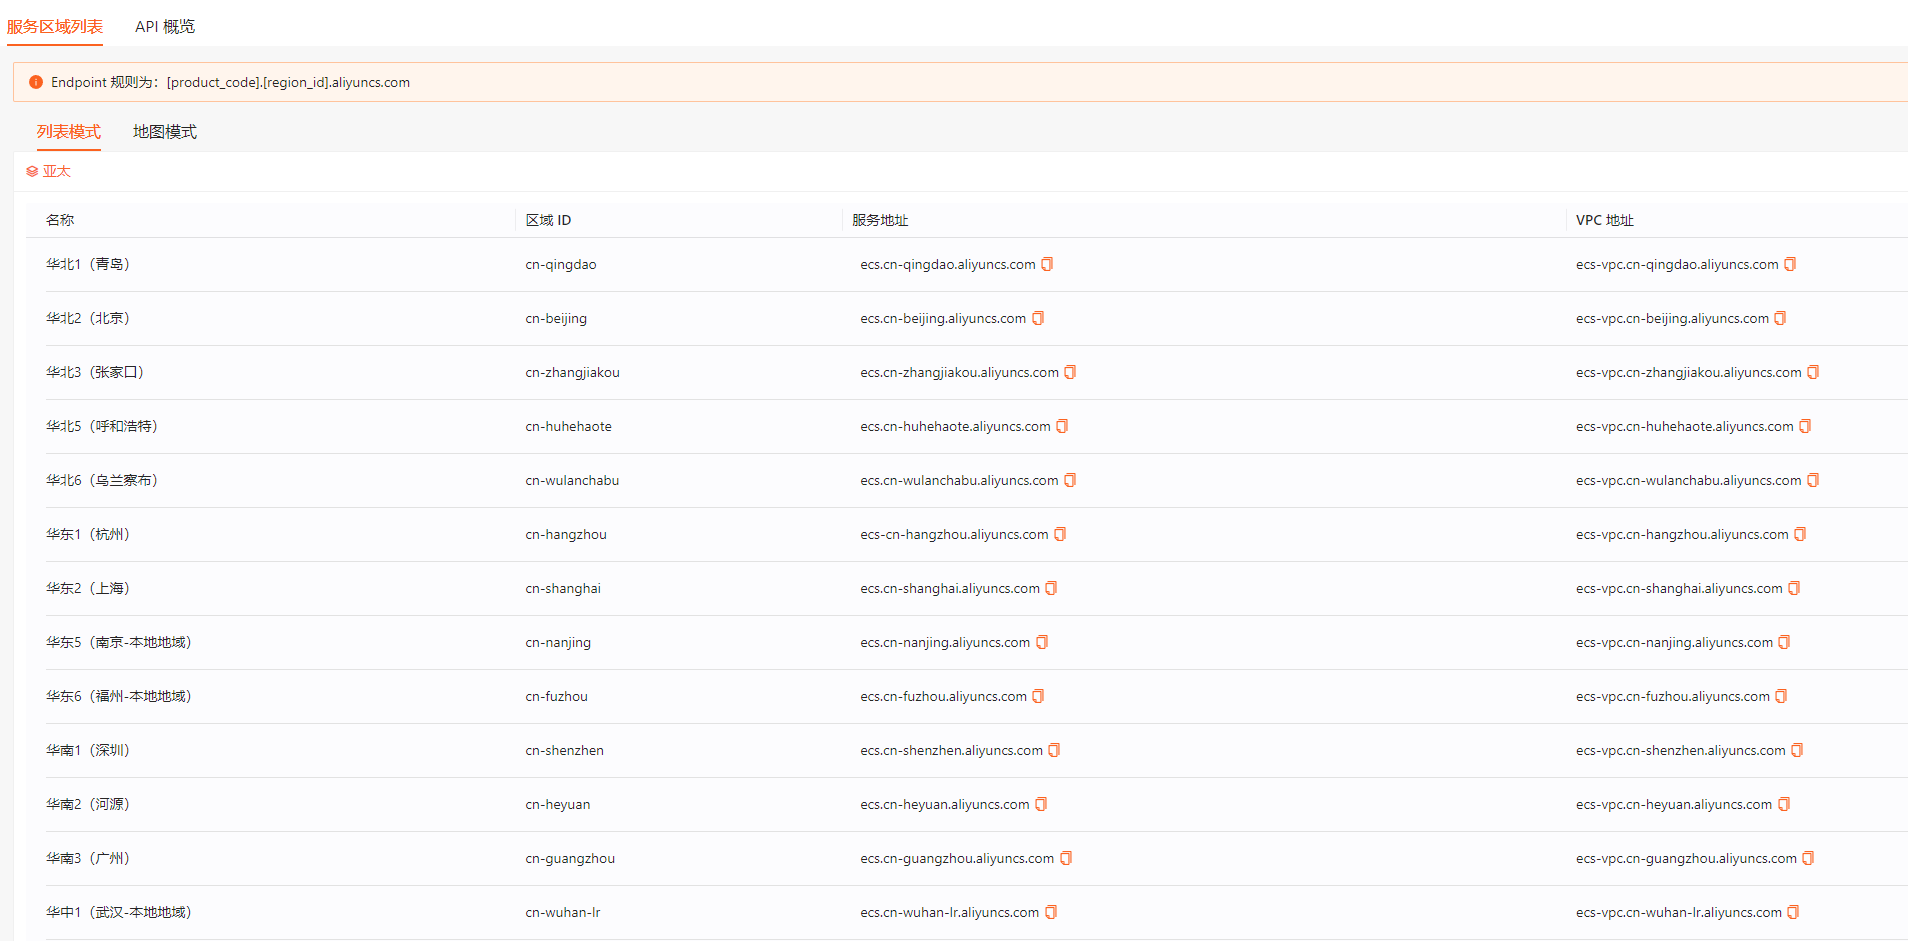 服务区域列表 API 概览
Endpoint 规则为：[product_code].[region_id].aliyuncs.com
列表模式 地图模式
亚太
名称 区域 ID 服务地址 VPC 地址
华北1（青岛） cn-qingdao ecs.cn-qingdao.aliyuncs.com ecs-vpc.cn-qingdao.aliyuncs.com
华北2（北京） cn-beijing ecs.cn-beijing.aliyuncs.com ecs-vpc.cn-beijing.aliyuncs.com
华北3（张家口） cn-zhangjiakou ecs.cn-zhangjiakou.aliyuncs.com ecs-vpc.cn-zhangjiakou.aliyuncs.com
华北5（呼和浩特） cn-huhehaote ecs.cn-huhehaote.aliyuncs.com ecs-vpc.cn-huhehaote.aliyuncs.com
华北6（乌兰察布） cn-wulanchabu ecs.cn-wulanchabu.aliyuncs.com ecs-vpc.cn-wulanchabu.aliyuncs.com
华东1（杭州） cn-hangzhou ecs-cn-hangzhou.aliyuncs.com ecs-vpc.cn-hangzhou.aliyuncs.com
华东2（上海） cn-shanghai ecs.cn-shanghai.aliyuncs.com ecs-vpc.cn-shanghai.aliyuncs.com
华东5（南京-本地地域） cn-nanjing ecs.cn-nanjing.aliyuncs.com ecs-vpc.cn-nanjing.aliyuncs.com
华东6（福州-本地地域） cn-fuzhou ecs.cn-fuzhou.aliyuncs.com ecs-vpc.cn-fuzhou.aliyuncs.com
华南1（深圳） cn-shenzhen ecs.cn-shenzhen.aliyuncs.com ecs-vpc.cn-shenzhen.aliyuncs.com
华南2（河源） cn-heyuan ecs.cn-heyuan.aliyuncs.com ecs-vpc.cn-heyuan.aliyuncs.com
华南3（广州） cn-guangzhou ecs.cn-guangzhou.aliyuncs.com ecs-vpc.cn-guangzhou.aliyuncs.com
华中1（武汉-本地地域） cn-wuhan-lr ecs.cn-wuhan-lr.aliyuncs.com ecs-vpc.cn-wuhan-lr.aliyuncs.com